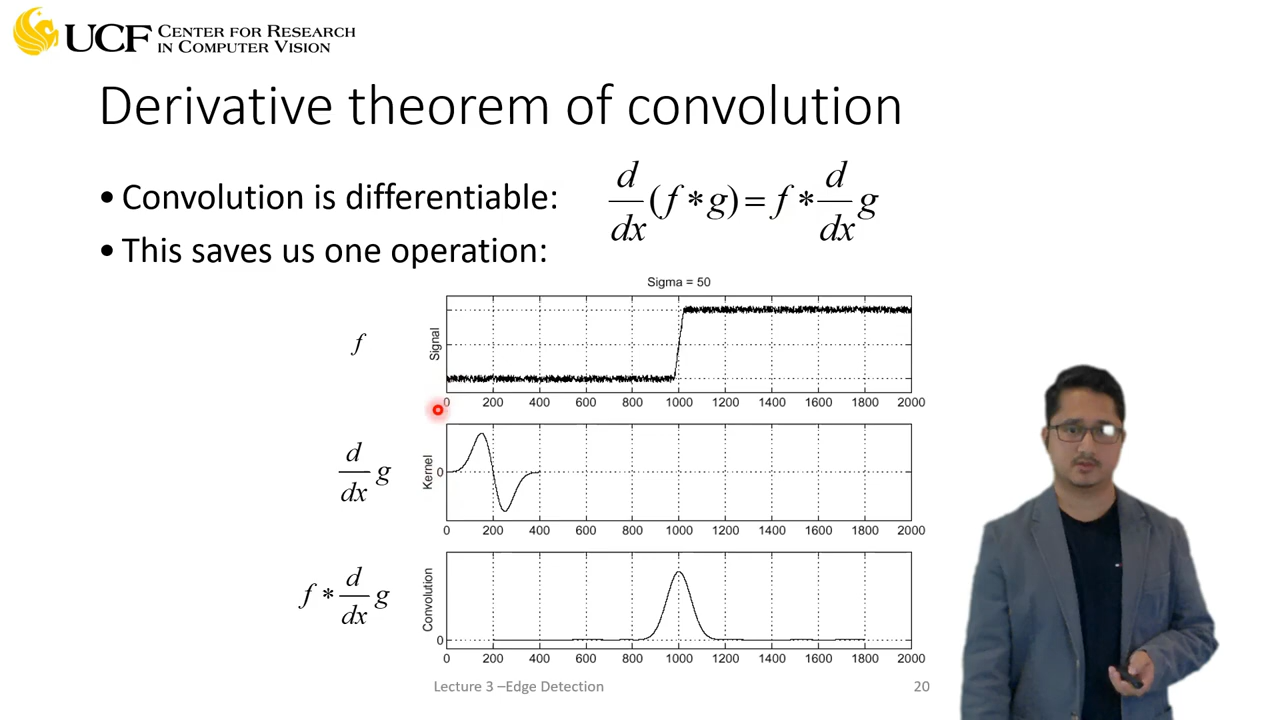 UCF CENTER FOR RESEARCH
IN COMPUTER VISION
Derivative theorem of convolution
• Convolution is differentiable: d/dx (f * g) = f * d/dx g
• This saves us one operation:
Sigma = 50
f
Signal
0 200 400 600 800 1000 1200 1400 1600 1800 2000
d/dx g
Kernel
0
0 200 400 600 800 1000 1200 1400 1600 1800 2000
f * d/dx g
Convolution
0
0 200 400 600 800 1000 1200 1400 1600 1800 2000
Lecture 3 –Edge Detection
20